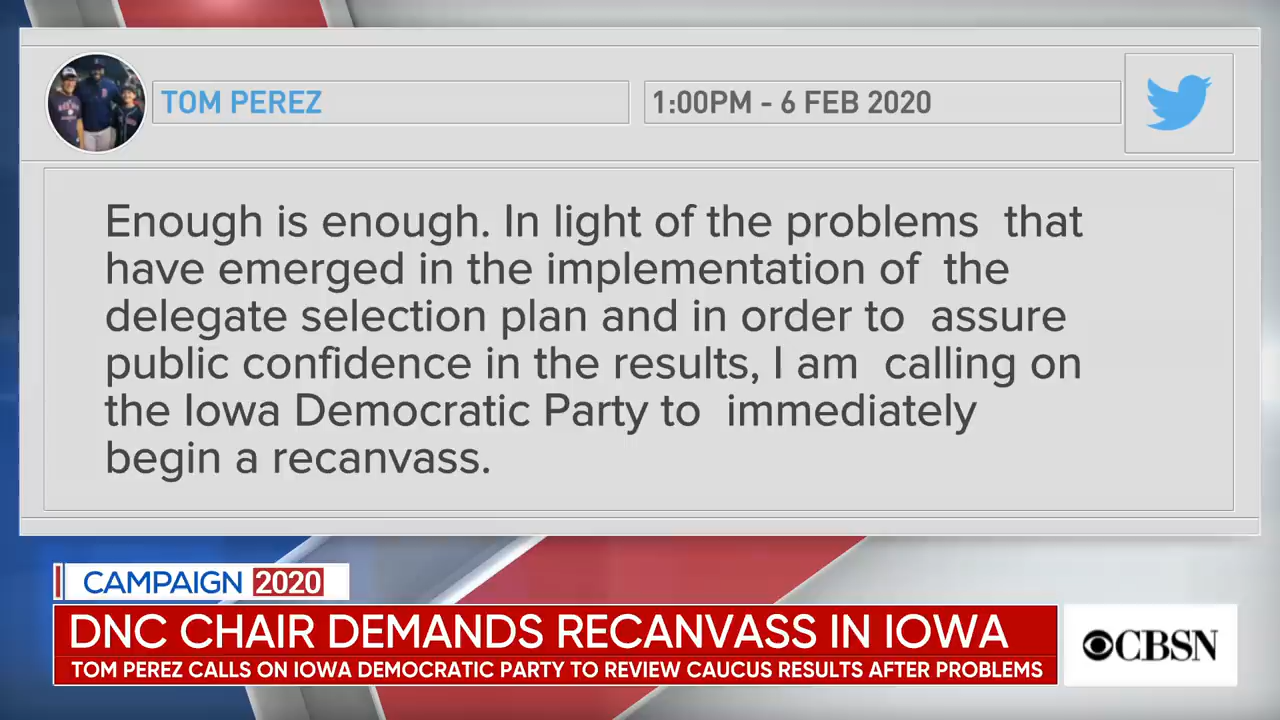 TOM PEREZ
1:00PM - 6 FEB 2020
Enough is enough. In light of the problems that
have emerged in the implementation of the
delegate selection plan and in order to assure
public confidence in the results, I am calling on
the Iowa Democratic Party to immediately
begin a recanvass.
CAMPAIGN 2020
DNC CHAIR DEMANDS RECANVASS IN IOWA
TOM PEREZ CALLS ON IOWA DEMOCRATIC PARTY TO REVIEW CAUCUS RESULTS AFTER PROBLEMS
CBSN